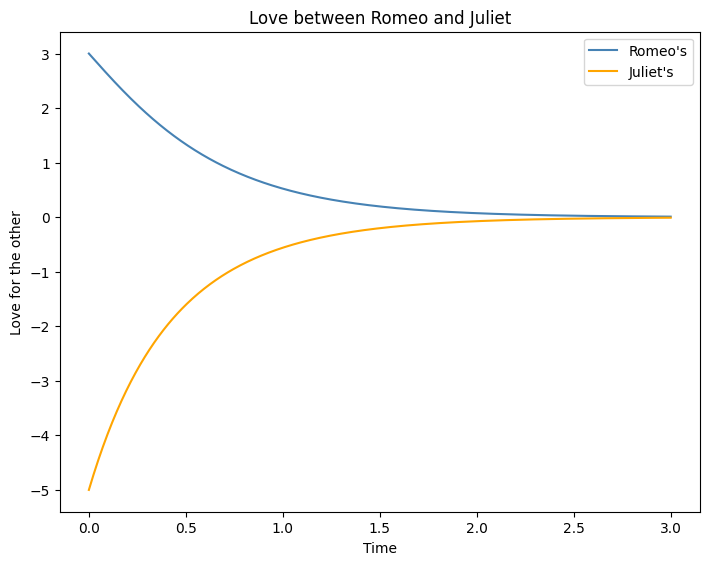 Love between Romeo and Juliet
Romeo's
Juliet's
Love for the other
3
2
1
0
−1
−2
−3
−4
−5
0.0 0.5 1.0 1.5 2.0 2.5 3.0
Time